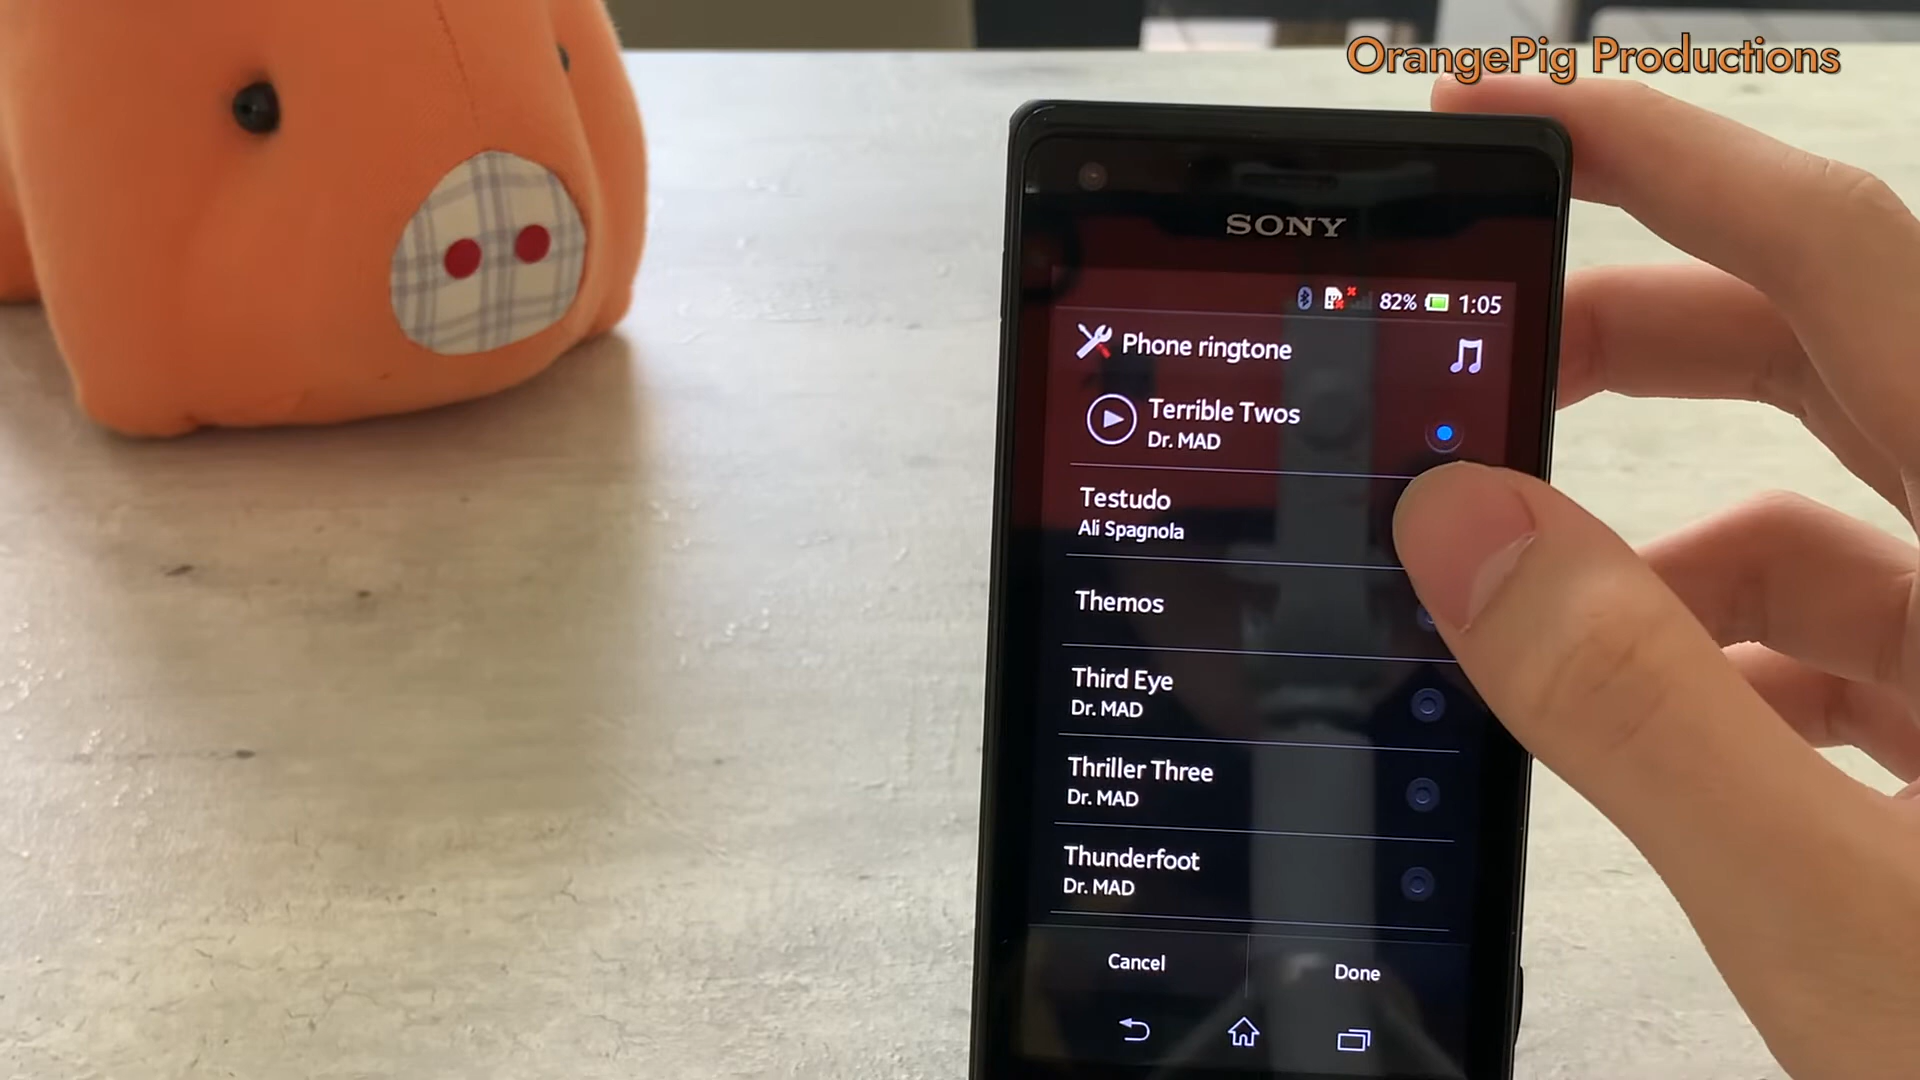 OrangePig Productions
SONY
82% 1:05
Phone ringtone
Terrible Twos
Dr. MAD
Testudo
Ali Spagnola
Themos
Third Eye
Dr. MAD
Thriller Three
Dr. MAD
Thunderfoot
Dr. MAD
Cancel Done